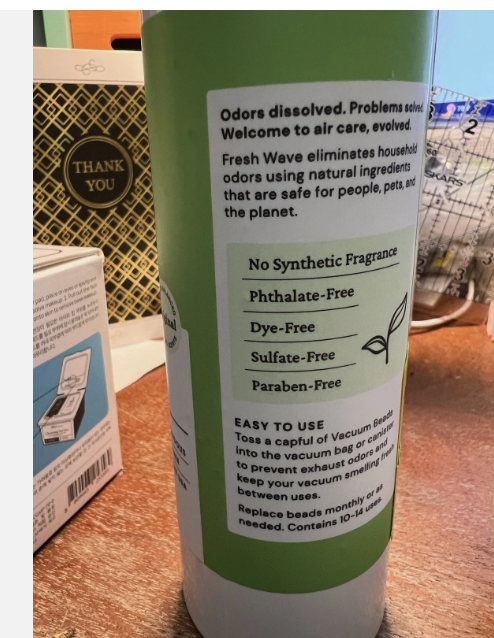 THANK
YOU
Odors dissolved. Problems solved.
Welcome to air care, evolved.
Fresh Wave eliminates household
odors using natural ingredients
that are safe for people, pets, and
the planet.
No Synthetic Fragrance
Phthalate-Free
Dye-Free
Sulfate-Free
Paraben-Free
EASY TO USE
Toss a capful of Vacuum Beads
into the vacuum bag or canister
to prevent exhaust odors and
keep your vacuum smelling fresh
between uses.
Replace beads monthly or as
needed. Contains 10-14 uses.
2
3
3